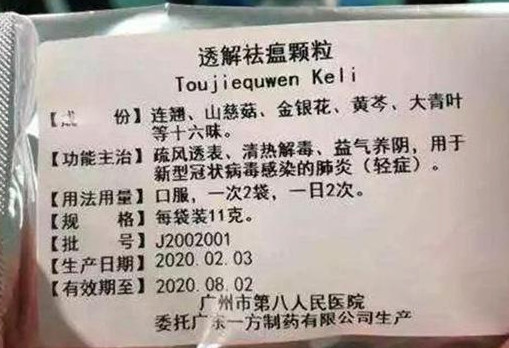 透解祛瘟颗粒
Toujiequwen Keli
【成 份】连翘、山慈菇、金银花、黄芩、大青叶
等十六味。
【功能主治】疏风透表、清热解毒、益气养阴，用于
新型冠状病毒感染的肺炎（轻症）。
【用法用量】口服，一次2袋，一日2次。
【规 格】每袋装11克。
【批 号】J2002001
【生产日期】2020.02.03
【有效期至】2020.08.02
广州市第八人民医院
委托广东一方制药有限公司生产